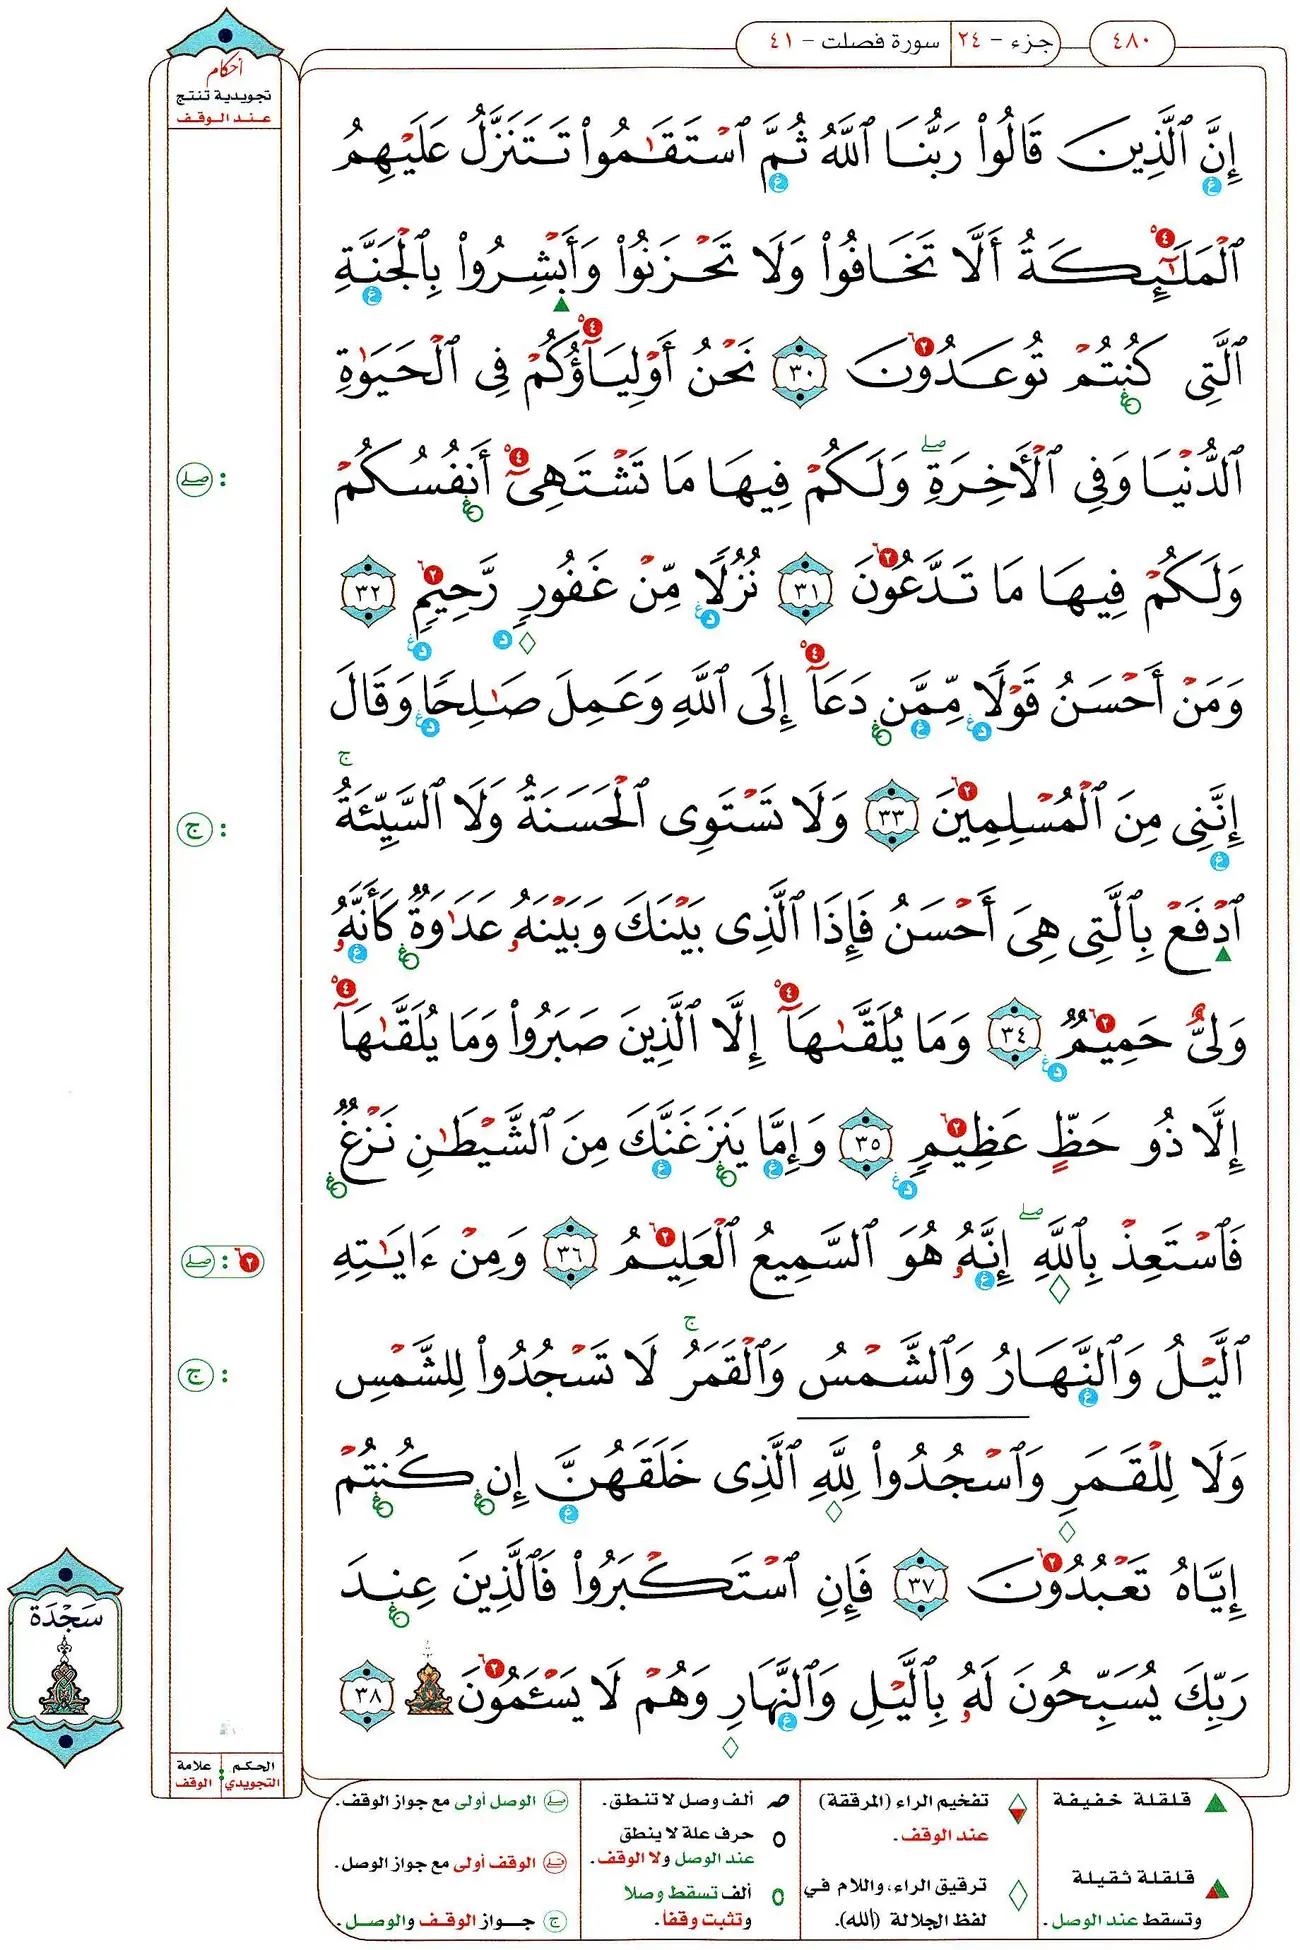 ٤٨٠
جزء - ٢٤
سورة فصلت - ٤١
أحكام
تجويدية تنتج
عند الوقف
إِنَّ ٱلَّذِينَ قَالُوا۟ رَبُّنَا ٱللَّهُ ثُمَّ ٱسْتَقَـٰمُوا۟ تَتَنَزَّلُ عَلَيْهِمُ
ٱلْمَلَـٰٓئِكَةُ أَلَّا تَخَافُوا۟ وَلَا تَحْزَنُوا۟ وَأَبْشِرُوا۟ بِٱلْجَنَّةِ
ٱلَّتِى كُنتُمْ تُوعَدُونَ ٣٠ نَحْنُ أَوْلِيَآؤُكُمْ فِى ٱلْحَيَوٰةِ
ٱلدُّنْيَا وَفِى ٱلْأَخِرَةِ ۖ وَلَكُمْ فِيهَا مَا تَشْتَهِىٓ أَنفُسُكُمْ
صلے :
وَلَكُمْ فِيهَا مَا تَدَّعُونَ ٣١ نُزُلًا مِّنْ غَفُورٍ رَّحِيمٍ ٣٢
وَمَنْ أَحْسَنُ قَوْلًا مِّمَّن دَعَآ إِلَى ٱللَّهِ وَعَمِلَ صَـٰلِحًا وَقَالَ
إِنَّنِى مِنَ ٱلْمُسْلِمِينَ ٣٣ وَلَا تَسْتَوِى ٱلْحَسَنَةُ وَلَا ٱلسَّيِّئَةُ ۚ
ج :
ٱدْفَعْ بِٱلَّتِى هِىَ أَحْسَنُ فَإِذَا ٱلَّذِى بَيْنَكَ وَبَيْنَهُۥ عَدَٰوَةٌ كَأَنَّهُۥ
وَلِىٌّ حَمِيمٌ ٣٤ وَمَا يُلَقَّىٰهَآ إِلَّا ٱلَّذِينَ صَبَرُوا۟ وَمَا يُلَقَّىٰهَآ
إِلَّا ذُو حَظٍّ عَظِيمٍ ٣٥ وَإِمَّا يَنزَغَنَّكَ مِنَ ٱلشَّيْطَـٰنِ نَزْغٌ
فَٱسْتَعِذْ بِٱللَّهِ ۖ إِنَّهُۥ هُوَ ٱلسَّمِيعُ ٱلْعَلِيمُ ٣٦ وَمِنْ ءَايَـٰتِهِ
٢ : صلے
ٱلَّيْلُ وَٱلنَّهَارُ وَٱلشَّمْسُ وَٱلْقَمَرُ ۚ لَا تَسْجُدُوا۟ لِلشَّمْسِ
ج :
وَلَا لِلْقَمَرِ وَٱسْجُدُوا۟ لِلَّهِ ٱلَّذِى خَلَقَهُنَّ إِن كُنتُمْ
إِيَّاهُ تَعْبُدُونَ ٣٧ فَإِنِ ٱسْتَكْبَرُوا۟ فَٱلَّذِينَ عِندَ
رَبِّكَ يُسَبِّحُونَ لَهُۥ بِٱلَّيْلِ وَٱلنَّهَارِ وَهُمْ لَا يَسْـَٔمُونَ ۩ ٣٨
سَجْدَة
الحكم التجويدي : علامة الوقف
قلقلة خفيفة
قلقلة ثقيلة
وتسقط عند الوصل.
تفخيم الراء (المرققة)
عند الوقف.
ترقيق الراء، واللام في
لفظ الجلالة (الله).
ألف وصل لا تنطق.
حرف علة لا ينطق
عند الوصل ولا الوقف.
ألف تسقط وصلا
وتثبت وقفا.
صلے الوصل أولى مع جواز الوقف.
قلے الوقف أولى مع جواز الوصل.
ج جواز الوقف والوصل.